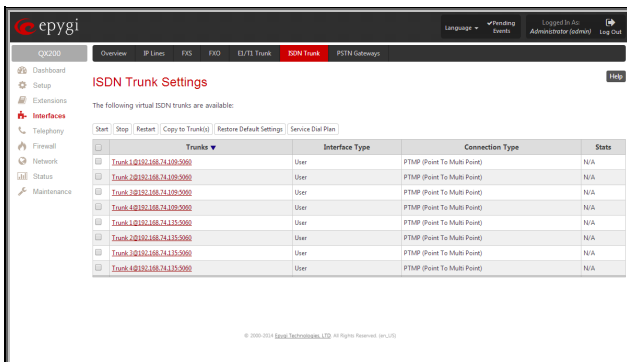 epygi
Language
Pending Events
Logged In As: Administrator (admin)
Log Out
QX200
Overview IP Lines FXS FXO E1/T1 Trunk ISDN Trunk PSTN Gateways
Dashboard
Setup
Extensions
Interfaces
Telephony
Firewall
Network
Status
Maintenance
ISDN Trunk Settings
Help
The following virtual ISDN trunks are available:
Start Stop Restart Copy to Trunk(s) Restore Default Settings Service Dial Plan
Trunks Interface Type Connection Type Stats
Trunk 1@192.168.74.109:5060 User PTMP (Point To Multi Point) N/A
Trunk 2@192.168.74.109:5060 User PTMP (Point To Multi Point) N/A
Trunk 3@192.168.74.109:5060 User PTMP (Point To Multi Point) N/A
Trunk 4@192.168.74.109:5060 User PTMP (Point To Multi Point) N/A
Trunk 1@192.168.74.135:5060 User PTMP (Point To Multi Point) N/A
Trunk 2@192.168.74.135:5060 User PTMP (Point To Multi Point) N/A
Trunk 3@192.168.74.135:5060 User PTMP (Point To Multi Point) N/A
Trunk 4@192.168.74.135:5060 User PTMP (Point To Multi Point) N/A
© 2000-2014 Epygi Technologies, LTD. All Rights Reserved. (en_US)